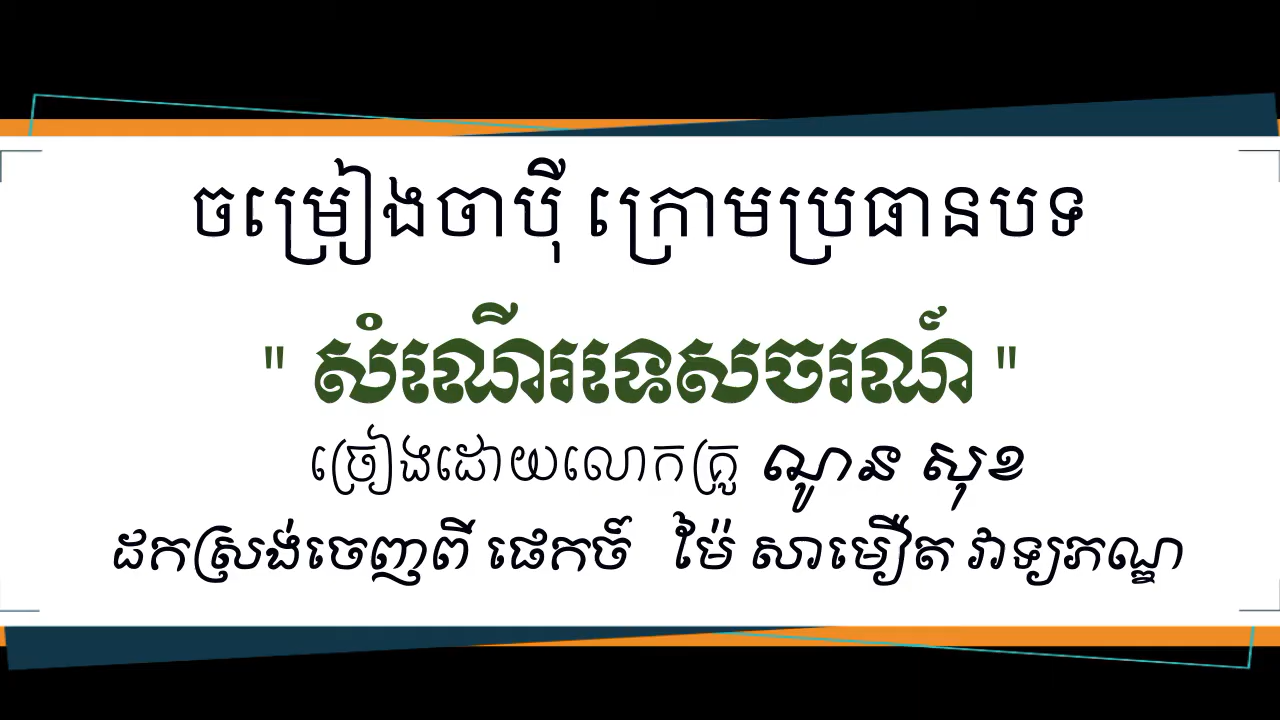 ចម្រៀងចាប៉ី ក្រោមប្រធានបទ
" សំណើរទេសចរណ៍ "
ច្រៀងដោយលោកគ្រូ ណូន សុខ
ដកស្រង់ចេញពី ផេកច៍ ម៉ៃ សាមឿត វាទ្យភណ្ឌ